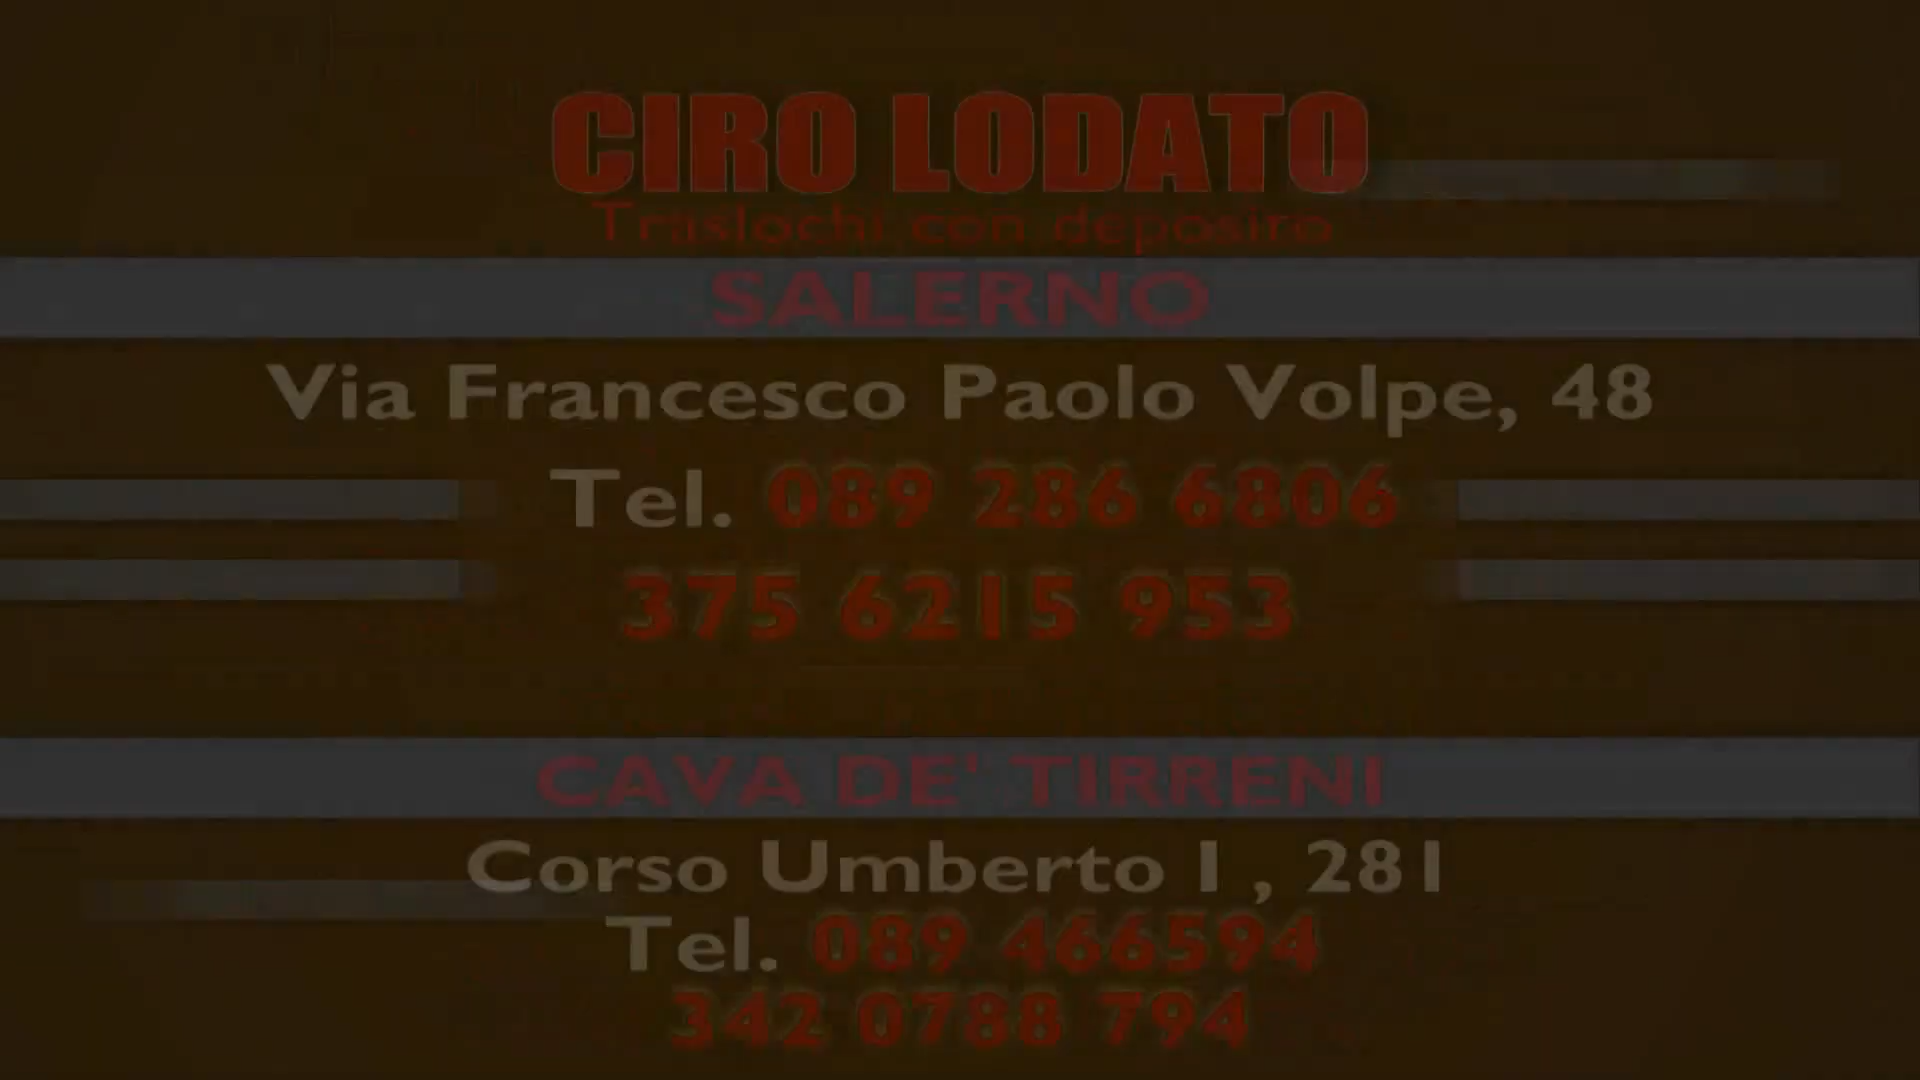 CIRO LODATO
Traslochi con deposito
SALERNO
Via Francesco Paolo Volpe, 48
Tel. 089 286 6806
375 6215 953
CAVA DE' TIRRENI
Corso Umberto I , 281
Tel. 089 466594
342 0788 794